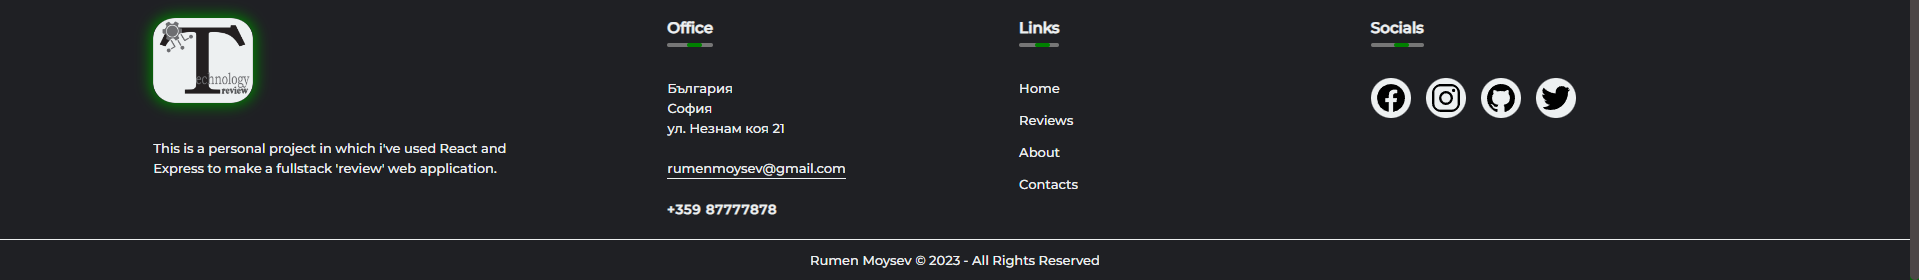 Technology
review
This is a personal project in which i've used React and
Express to make a fullstack 'review' web application.
Office
България
София
ул. Незнам коя 21
rumenmoysev@gmail.com
+359 87777878
Links
Home
Reviews
About
Contacts
Socials
Rumen Moysev © 2023 - All Rights Reserved